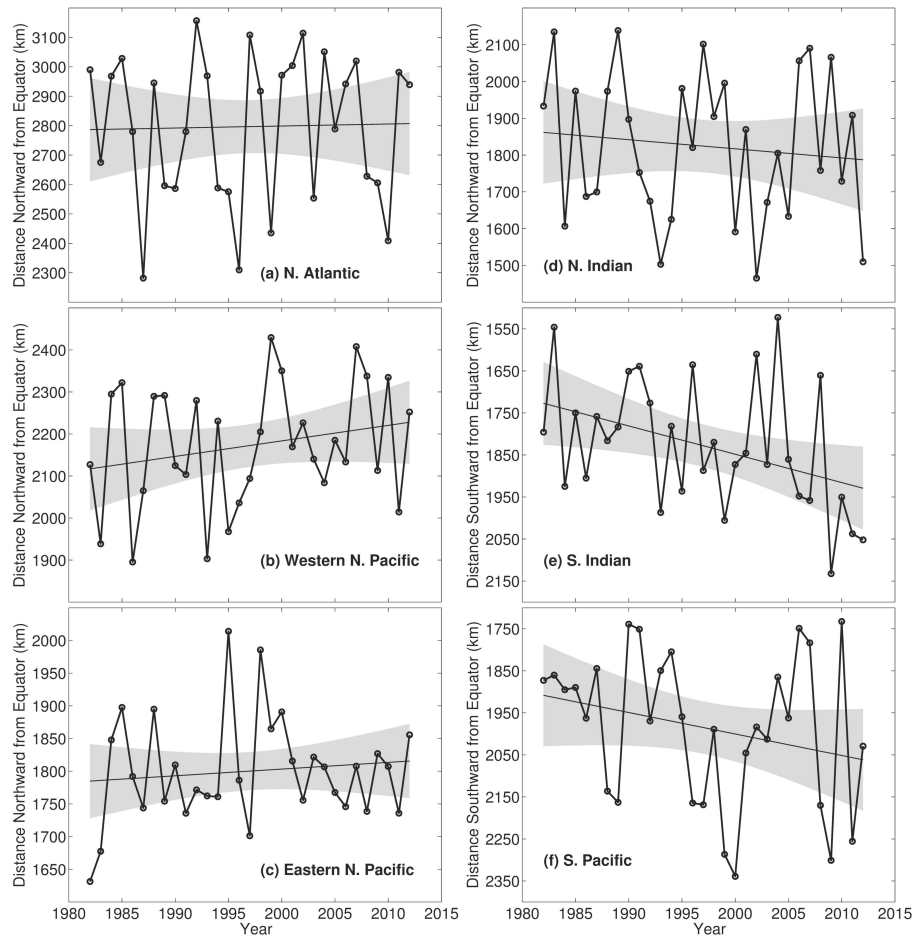 Distance Northward from Equator (km)
3100
3000
2900
2800
2700
2600
2500
2400
2300
(a) N. Atlantic
Distance Northward from Equator (km)
2100
2000
1900
1800
1700
1600
1500
(d) N. Indian
Distance Northward from Equator (km)
2400
2300
2200
2100
2000
1900
(b) Western N. Pacific
Distance Southward from Equator (km)
1550
1650
1750
1850
1950
2050
2150
(e) S. Indian
Distance Northward from Equator (km)
2000
1950
1900
1850
1800
1750
1700
1650
(c) Eastern N. Pacific
1980 1985 1990 1995 2000 2005 2010 2015
Year
Distance Southward from Equator (km)
1750
1850
1950
2050
2150
2250
2350
(f) S. Pacific
1980 1985 1990 1995 2000 2005 2010 2015
Year